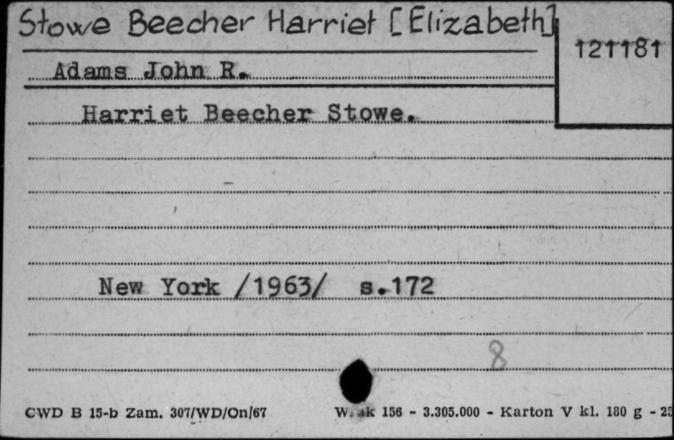 Stowe Beecher Harriet [Elizabeth]
121181
Adams John R.
Harriet Beecher Stowe.
New York /1963/ s.172
8
CWD B 15-b Zam. 307/WD/On/67 156 - 3.305.000 - Karton V kl. 180 g - 25